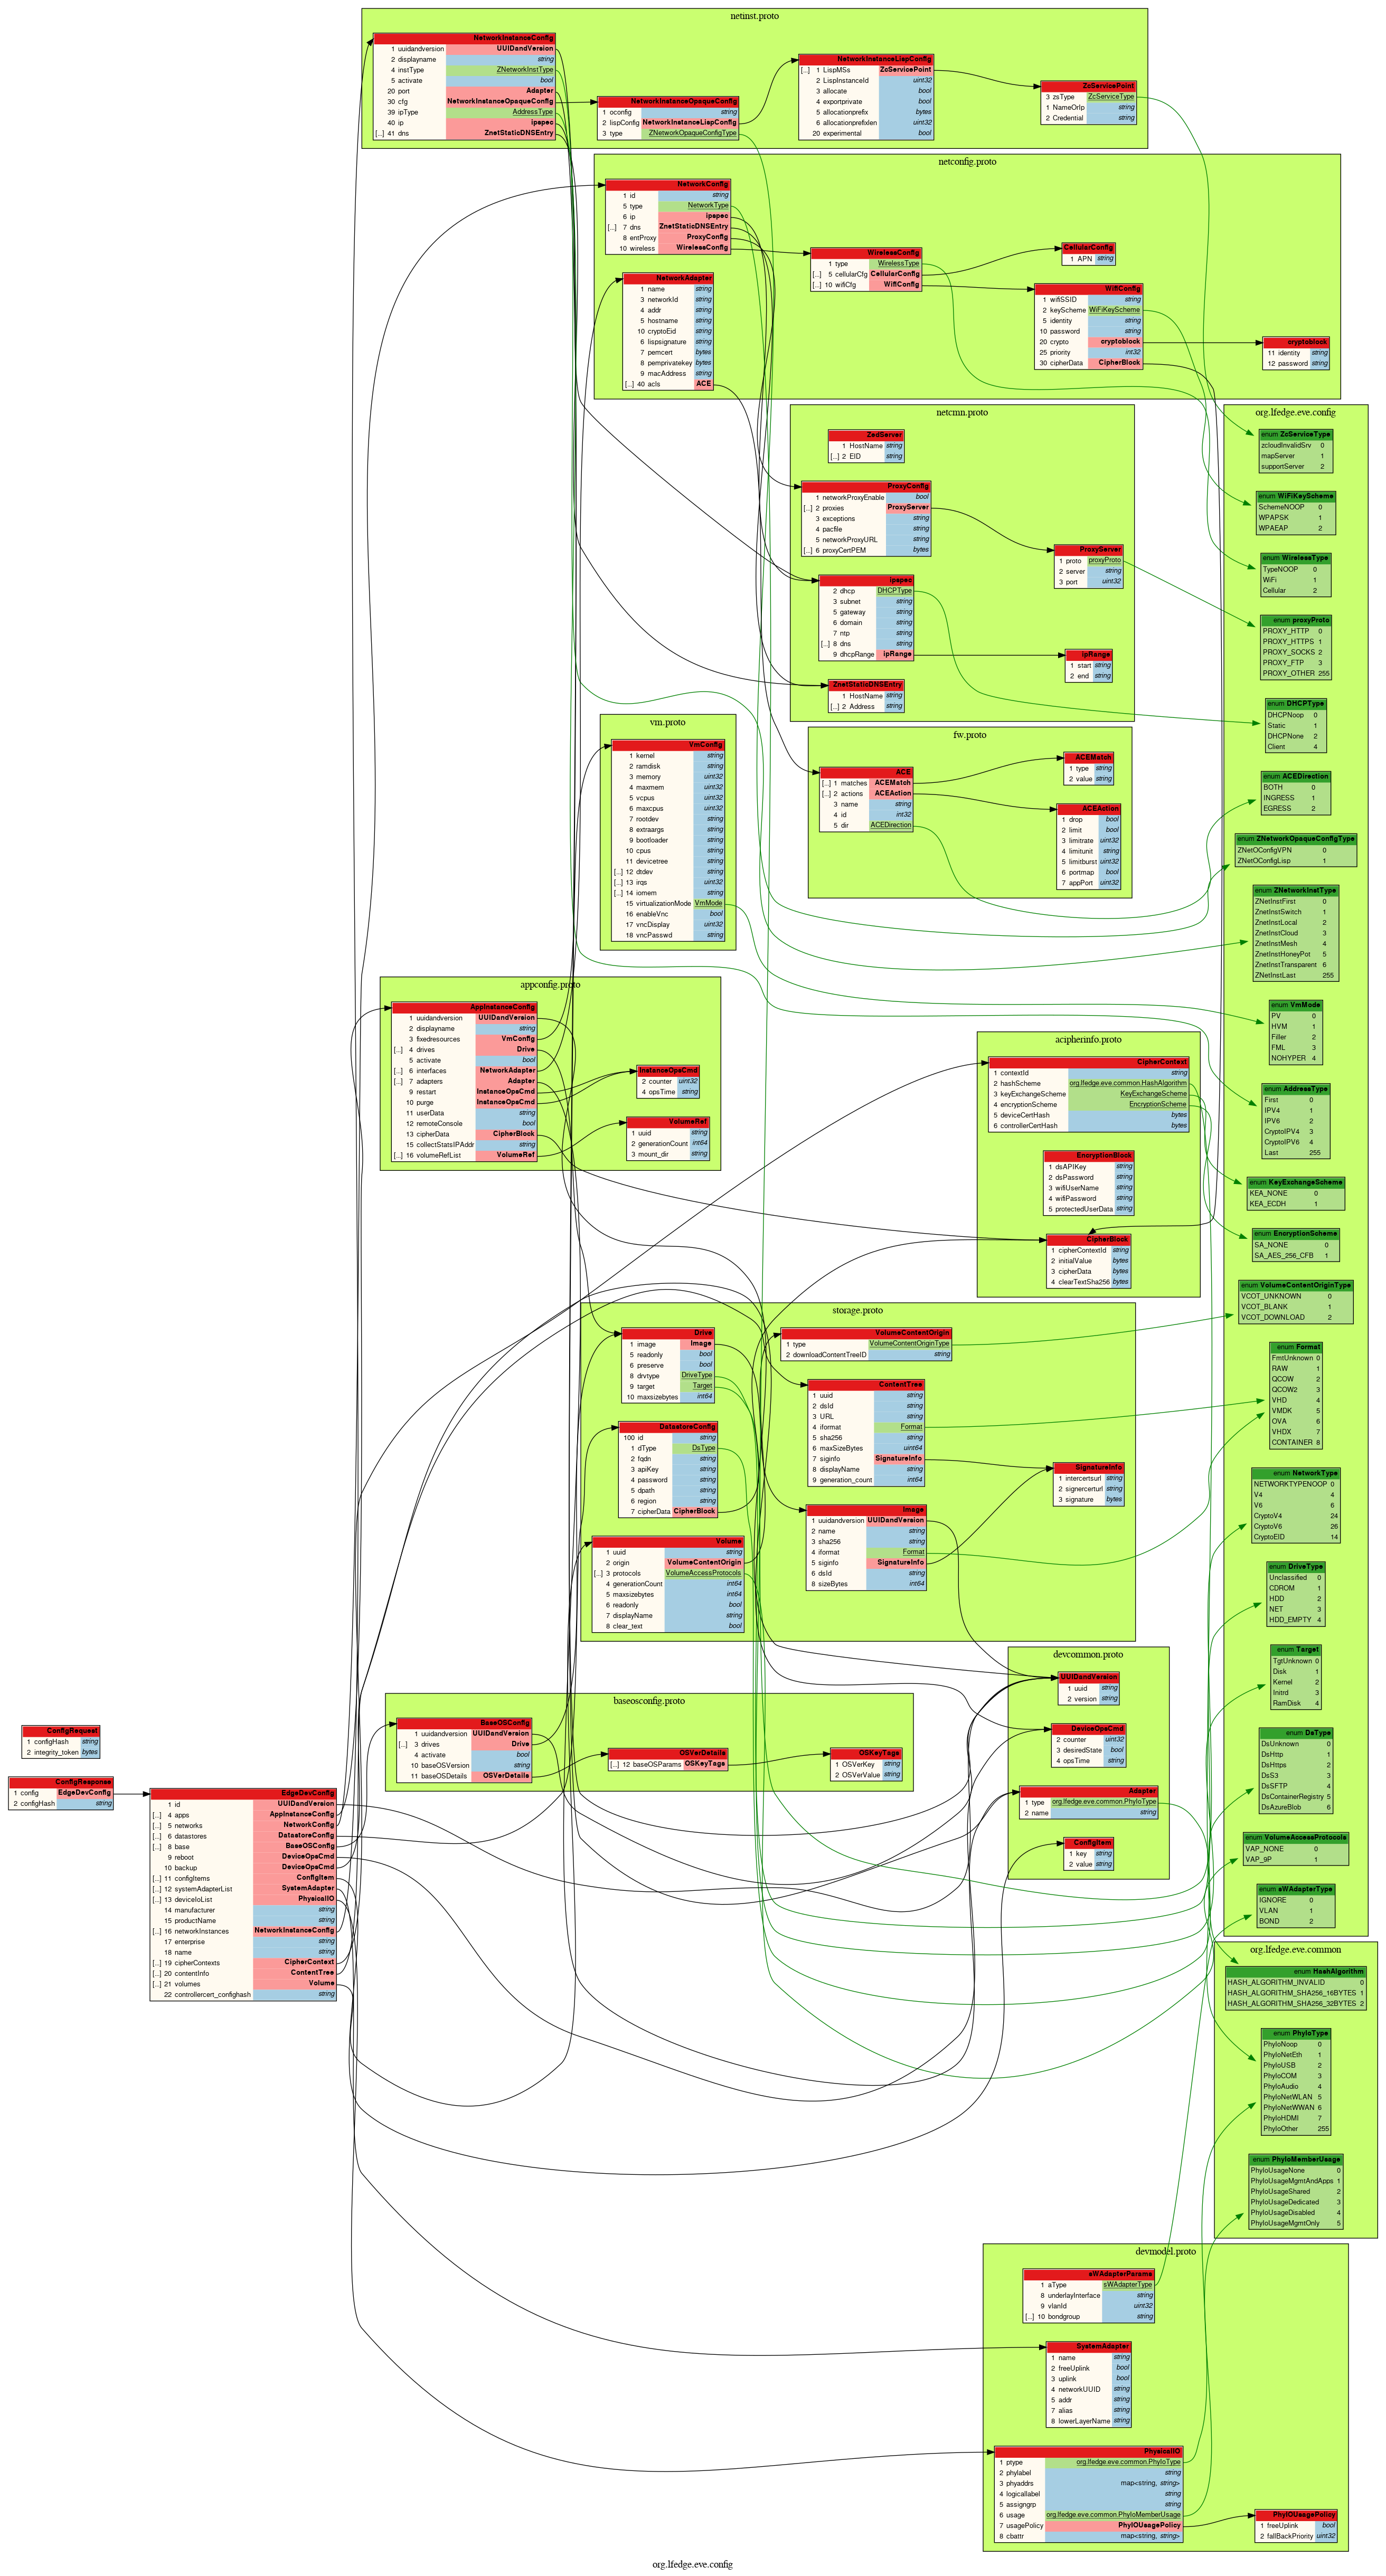 netinst.proto
NetworkInstanceConfig
1 uuidandversion UUIDandVersion
2 displayname string
4 instType ZNetworkInstType
5 activate bool
20 port Adapter
30 cfg NetworkInstanceOpaqueConfig
39 ipType AddressType
40 ip ipspec
[...] 41 dns ZnetStaticDNSEntry
NetworkInstanceOpaqueConfig
1 oconfig string
2 lispConfig NetworkInstanceLispConfig
3 type ZNetworkOpaqueConfigType
NetworkInstanceLispConfig
[...] 1 LispMSs ZcServicePoint
2 LispInstanceId uint32
3 allocate bool
4 exportprivate bool
5 allocationprefix bytes
6 allocationprefixlen uint32
20 experimental bool
ZcServicePoint
3 zsType ZcServiceType
1 NameOrIp string
2 Credential string
netconfig.proto
NetworkConfig
1 id string
5 type NetworkType
6 ip ipspec
[...] 7 dns ZnetStaticDNSEntry
8 entProxy ProxyConfig
10 wireless WirelessConfig
NetworkAdapter
1 name string
3 networkId string
4 addr string
5 hostname string
10 cryptoEid string
6 lispsignature string
7 pemcert bytes
8 pemprivatekey bytes
9 macAddress string
[...] 40 acls ACE
WirelessConfig
1 type WirelessType
[...] 5 cellularCfg CellularConfig
[...] 10 wifiCfg WifiConfig
CellularConfig
1 APN string
WifiConfig
1 wifiSSID string
2 keyScheme WiFiKeyScheme
5 identity string
10 password string
20 crypto cryptoblock
25 priority int32
30 cipherData CipherBlock
cryptoblock
11 identity string
12 password string
netcmn.proto
ZedServer
1 HostName string
[...] 2 EID string
ProxyConfig
1 networkProxyEnable bool
[...] 2 proxies ProxyServer
3 exceptions string
4 pacfile string
5 networkProxyURL string
[...] 6 proxyCertPEM bytes
ProxyServer
1 proto proxyProto
2 server string
3 port uint32
ipspec
2 dhcp DHCPType
3 subnet string
5 gateway string
6 domain string
7 ntp string
[...] 8 dns string
9 dhcpRange ipRange
ipRange
1 start string
2 end string
ZnetStaticDNSEntry
1 HostName string
[...] 2 Address string
vm.proto
VmConfig
1 kernel string
2 ramdisk string
3 memory uint32
4 maxmem uint32
5 vcpus uint32
6 maxcpus uint32
7 rootdev string
8 extraargs string
9 bootloader string
10 cpus string
11 devicetree string
[...] 12 dtdev string
[...] 13 irqs uint32
[...] 14 iomem string
15 virtualizationMode VmMode
16 enableVnc bool
17 vncDisplay uint32
18 vncPasswd string
fw.proto
ACE
[...] 1 matches ACEMatch
[...] 2 actions ACEAction
3 name string
4 id int32
5 dir ACEDirection
ACEMatch
1 type string
2 value string
ACEAction
1 drop bool
2 limit bool
3 limitrate uint32
4 limitunit string
5 limitburst uint32
6 portmap bool
7 appPort uint32
appconfig.proto
AppInstanceConfig
1 uuidandversion UUIDandVersion
2 displayname string
3 fixedresources VmConfig
[...] 4 drives Drive
5 activate bool
[...] 6 interfaces NetworkAdapter
[...] 7 adapters Adapter
9 restart InstanceOpsCmd
10 purge InstanceOpsCmd
11 userData string
12 remoteConsole bool
13 cipherData CipherBlock
15 collectStatsIPAddr string
[...] 16 volumeRefList VolumeRef
InstanceOpsCmd
2 counter uint32
4 opsTime string
VolumeRef
1 uuid string
2 generationCount int64
3 mount_dir string
acipherinfo.proto
CipherContext
1 contextId string
2 hashScheme org.lfedge.eve.common.HashAlgorithm
3 keyExchangeScheme KeyExchangeScheme
4 encryptionScheme EncryptionScheme
5 deviceCertHash bytes
6 controllerCertHash bytes
EncryptionBlock
1 dsAPIKey string
2 dsPassword string
3 wifiUserName string
4 wifiPassword string
5 protectedUserData string
CipherBlock
1 cipherContextId string
2 initialValue bytes
3 cipherData bytes
4 clearTextSha256 bytes
storage.proto
Drive
1 image Image
5 readonly bool
6 preserve bool
8 drvtype DriveType
9 target Target
10 maxsizebytes int64
DatastoreConfig
100 id string
1 dType DsType
2 fqdn string
3 apiKey string
4 password string
5 dpath string
6 region string
7 cipherData CipherBlock
Volume
1 uuid string
2 origin VolumeContentOrigin
[...] 3 protocols VolumeAccessProtocols
4 generationCount int64
5 maxsizebytes int64
6 readonly bool
7 displayName string
8 clear_text bool
VolumeContentOrigin
1 type VolumeContentOriginType
2 downloadContentTreeID string
ContentTree
1 uuid string
2 dsId string
3 URL string
4 iformat Format
5 sha256 string
6 maxSizeBytes uint64
7 siginfo SignatureInfo
8 displayName string
9 generation_count int64
Image
1 uuidandversion UUIDandVersion
2 name string
3 sha256 string
4 iformat Format
5 siginfo SignatureInfo
6 dsId string
8 sizeBytes int64
SignatureInfo
1 intercertsurl string
2 signercerturl string
3 signature bytes
devcommon.proto
UUIDandVersion
1 uuid string
2 version string
DeviceOpsCmd
2 counter uint32
3 desiredState bool
4 opsTime string
Adapter
1 type org.lfedge.eve.common.PhyIoType
2 name string
ConfigItem
1 key string
2 value string
baseosconfig.proto
BaseOSConfig
1 uuidandversion UUIDandVersion
[...] 3 drives Drive
4 activate bool
10 baseOSVersion string
11 baseOSDetails OSVerDetails
OSVerDetails
[...] 12 baseOSParams OSKeyTags
OSKeyTags
1 OSVerKey string
2 OSVerValue string
ConfigRequest
1 configHash string
2 integrity_token bytes
ConfigResponse
1 config EdgeDevConfig
2 configHash string
EdgeDevConfig
1 id UUIDandVersion
[...] 4 apps AppInstanceConfig
[...] 5 networks NetworkConfig
[...] 6 datastores DatastoreConfig
[...] 8 base BaseOSConfig
9 reboot DeviceOpsCmd
10 backup DeviceOpsCmd
[...] 11 configItems ConfigItem
[...] 12 systemAdapterList SystemAdapter
[...] 13 deviceIoList PhysicalIO
14 manufacturer string
15 productName string
[...] 16 networkInstances NetworkInstanceConfig
17 enterprise string
18 name string
[...] 19 cipherContexts CipherContext
[...] 20 contentInfo ContentTree
[...] 21 volumes Volume
22 controllercert_confighash string
org.lfedge.eve.config
enum ZcServiceType
zcloudInvalidSrv 0
mapServer 1
supportServer 2
enum WiFiKeyScheme
SchemeNOOP 0
WPAPSK 1
WPAEAP 2
enum WirelessType
TypeNOOP 0
WiFi 1
Cellular 2
enum proxyProto
PROXY_HTTP 0
PROXY_HTTPS 1
PROXY_SOCKS 2
PROXY_FTP 3
PROXY_OTHER 255
enum DHCPType
DHCPNoop 0
Static 1
DHCPNone 2
Client 4
enum ACEDirection
BOTH 0
INGRESS 1
EGRESS 2
enum ZNetworkOpaqueConfigType
ZNetOConfigVPN 0
ZNetOConfigLisp 1
enum ZNetworkInstType
ZNetInstFirst 0
ZnetInstSwitch 1
ZnetInstLocal 2
ZnetInstCloud 3
ZnetInstMesh 4
ZnetInstHoneyPot 5
ZnetInstTransparent 6
ZNetInstLast 255
enum VmMode
PV 0
HVM 1
Filler 2
FML 3
NOHYPER 4
enum AddressType
First 0
IPV4 1
IPV6 2
CryptoIPV4 3
CryptoIPV6 4
Last 255
enum KeyExchangeScheme
KEA_NONE 0
KEA_ECDH 1
enum EncryptionScheme
SA_NONE 0
SA_AES_256_CFB 1
enum VolumeContentOriginType
VCOT_UNKNOWN 0
VCOT_BLANK 1
VCOT_DOWNLOAD 2
enum Format
FmtUnknown 0
RAW 1
QCOW 2
QCOW2 3
VHD 4
VMDK 5
OVA 6
VHDX 7
CONTAINER 8
enum NetworkType
NETWORKTYPENOOP 0
V4 4
V6 6
CryptoV4 24
CryptoV6 26
CryptoEID 14
enum DriveType
Unclassified 0
CDROM 1
HDD 2
NET 3
HDD_EMPTY 4
enum Target
TgtUnknown 0
Disk 1
Kernel 2
Initrd 3
RamDisk 4
enum DsType
DsUnknown 0
DsHttp 1
DsHttps 2
DsS3 3
DsSFTP 4
DsContainerRegistry 5
DsAzureBlob 6
enum VolumeAccessProtocols
VAP_NONE 0
VAP_9P 1
enum sWAdapterType
IGNORE 0
VLAN 1
BOND 2
org.lfedge.eve.common
enum HashAlgorithm
HASH_ALGORITHM_INVALID 0
HASH_ALGORITHM_SHA256_16BYTES 1
HASH_ALGORITHM_SHA256_32BYTES 2
enum PhyIoType
PhyIoNoop 0
PhyIoNetEth 1
PhyIoUSB 2
PhyIoCOM 3
PhyIoAudio 4
PhyIoNetWLAN 5
PhyIoNetWWAN 6
PhyIoHDMI 7
PhyIoOther 255
enum PhyIoMemberUsage
PhyIoUsageNone 0
PhyIoUsageMgmtAndApps 1
PhyIoUsageShared 2
PhyIoUsageDedicated 3
PhyIoUsageDisabled 4
PhyIoUsageMgmtOnly 5
devmodel.proto
sWAdapterParams
1 aType sWAdapterType
8 underlayInterface string
9 vlanId uint32
[...] 10 bondgroup string
SystemAdapter
1 name string
2 freeUplink bool
3 uplink bool
4 networkUUID string
5 addr string
7 alias string
8 lowerLayerName string
PhysicalIO
1 ptype org.lfedge.eve.common.PhyIoType
2 phylabel string
3 phyaddrs map<string, string>
4 logicallabel string
5 assigngrp string
6 usage org.lfedge.eve.common.PhyIoMemberUsage
7 usagePolicy PhyIOUsagePolicy
8 cbattr map<string, string>
PhyIOUsagePolicy
1 freeUplink bool
2 fallBackPriority uint32
org.lfedge.eve.config